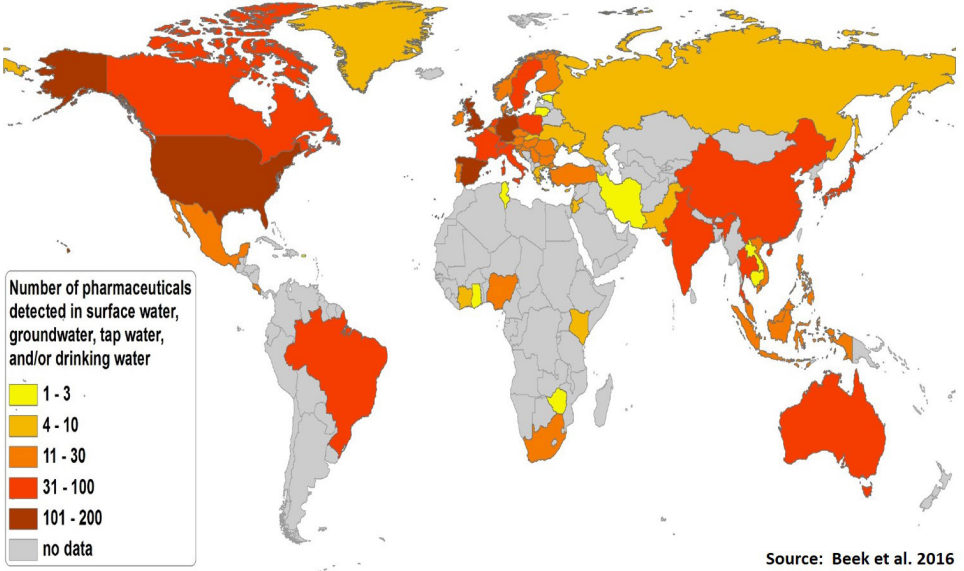 Number of pharmaceuticals
detected in surface water,
groundwater, tap water,
and/or drinking water
1 - 3
4 - 10
11 - 30
31 - 100
101 - 200
no data
Source: Beek et al. 2016